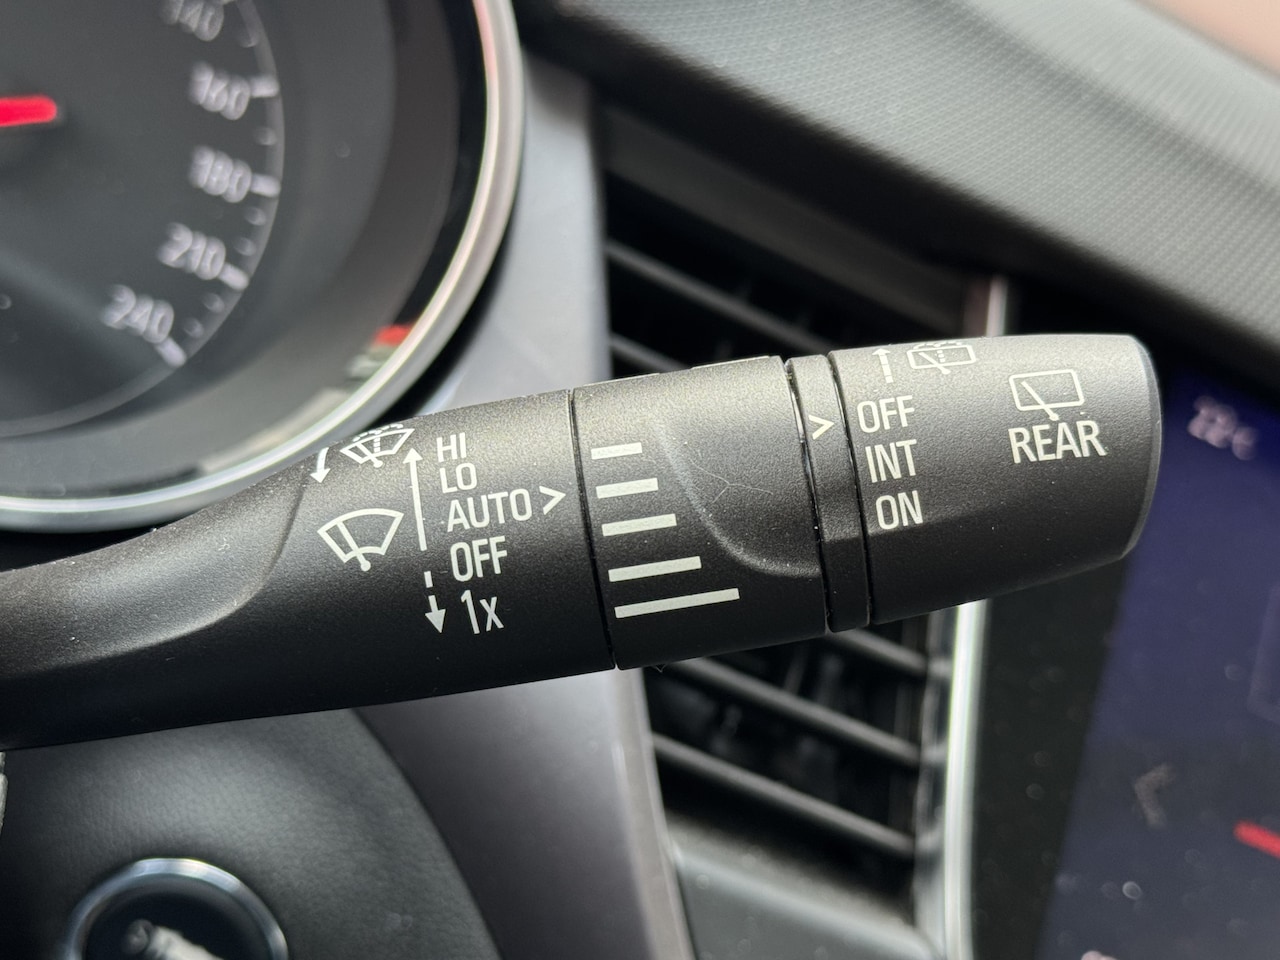 140
160
180
210
240
HI
LO
AUTO >
OFF
1x
>
OFF
INT
ON
REAR